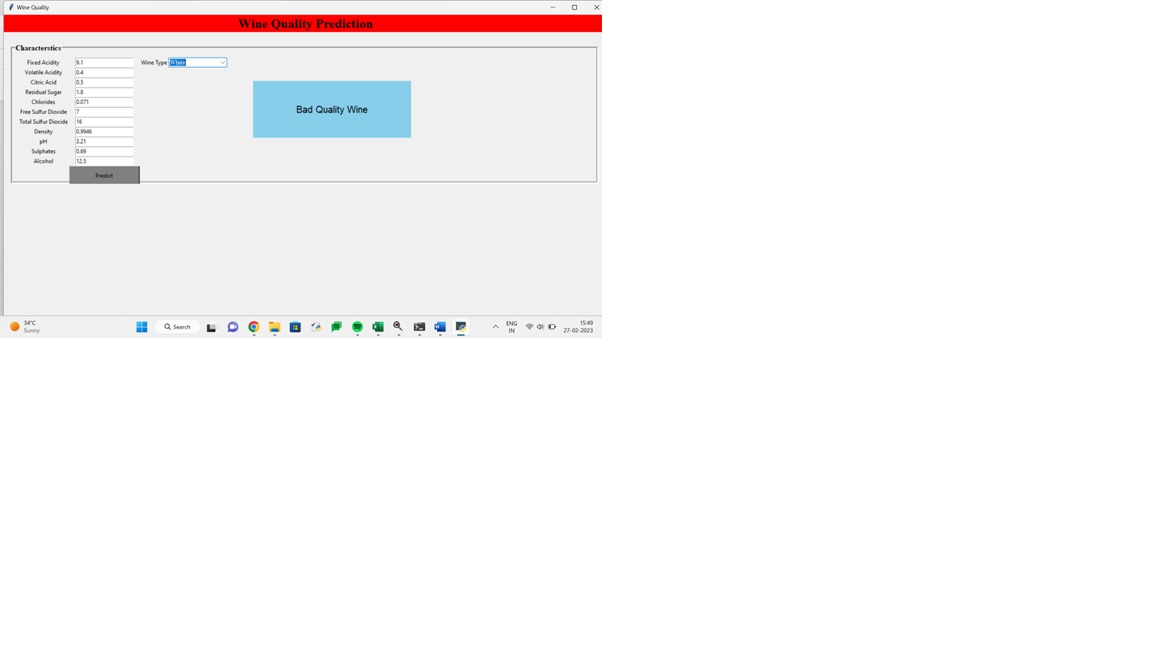 Wine Quality
Wine Quality Prediction
Characterstics
Fixed Acidity 9.1 Wine Type White
Volatile Acidity 0.4
Citric Acid 0.5
Residual Sugar 1.8
Chlorides 0.071
Free Sulfur Dioxide 7
Total Sulfur Dioxide 16
Density 0.9946
pH 3.21
Sulphates 0.69
Alcohol 12.5
Predict
Bad Quality Wine
34°C
Sunny
Search
ENG
IN
15:49
27-02-2023